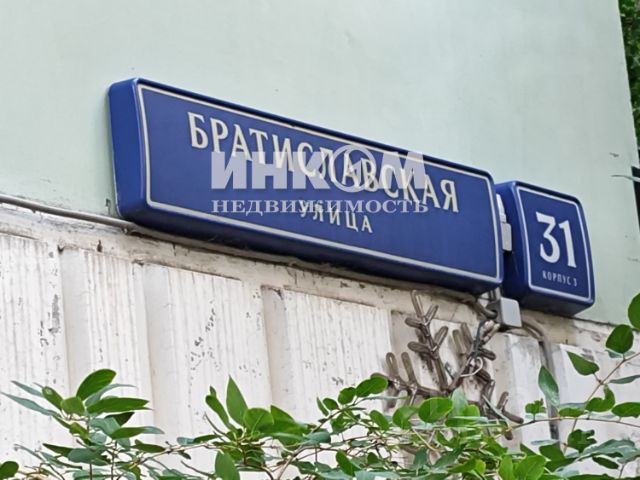 БРАТИСЛАВСКАЯ
УЛИЦА
31
КОРПУС 3
ИНКОМ
НЕДВИЖИМОСТЬ